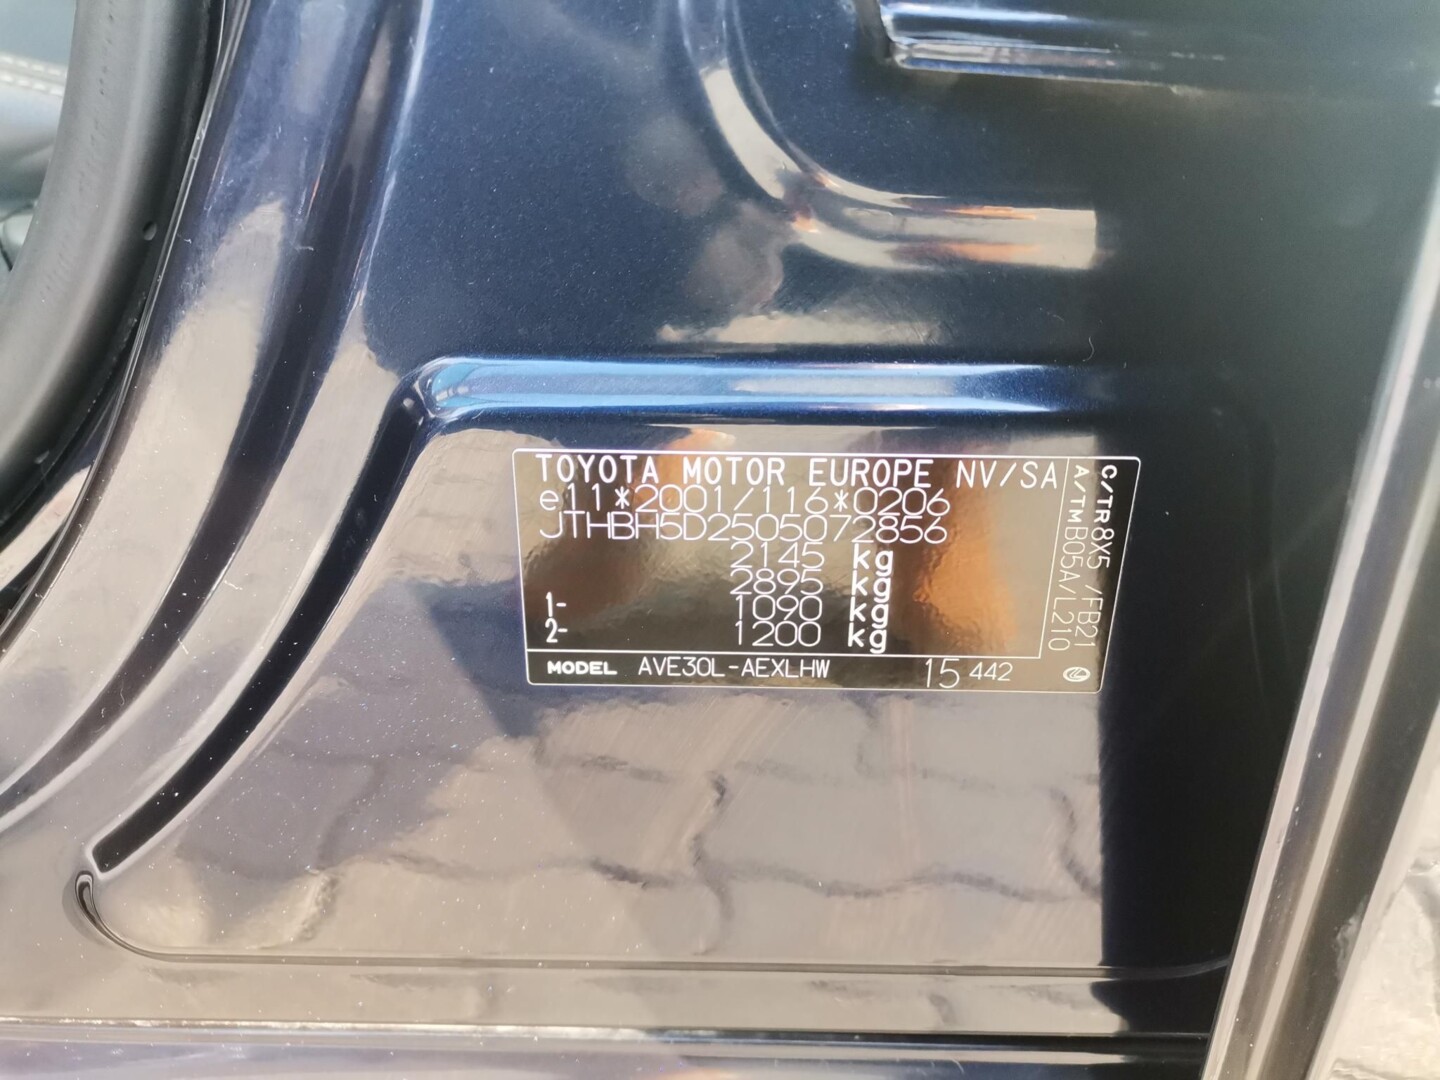 TOYOTA MOTOR EUROPE NV/SA
e11*2001/116*0206
JTHBH5D2505072856
2145 kg
2895 kg
1- 1090 kg
2- 1200 kg
MODEL AVE30L-AEXLHW 15 442
C/TR 8X5 /FB21
A/TM B05A/L210